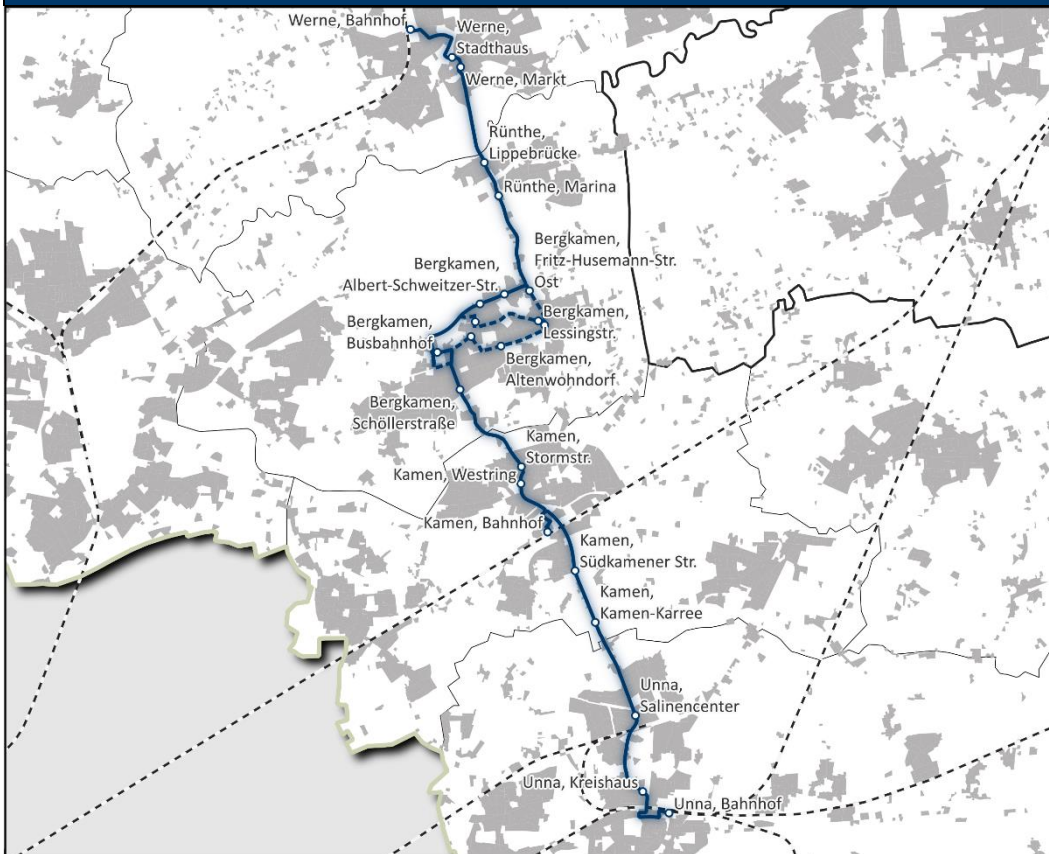 Werne, Bahnhof
Werne,
Stadthaus
Werne, Markt
Rünthe,
Lippebrücke
Rünthe, Marina
Bergkamen,
Fritz-Husemann-Str.
Ost
Bergkamen,
Albert-Schweitzer-Str.
Bergkamen,
Lessingstr.
Bergkamen,
Busbahnhof
Bergkamen,
Altenwohndorf
Bergkamen,
Schöllerstraße
Kamen,
Stormstr.
Kamen, Westring
Kamen, Bahnhof
Kamen,
Südkamener Str.
Kamen,
Kamen-Karree
Unna,
Salinencenter
Unna, Kreishaus
Unna, Bahnhof